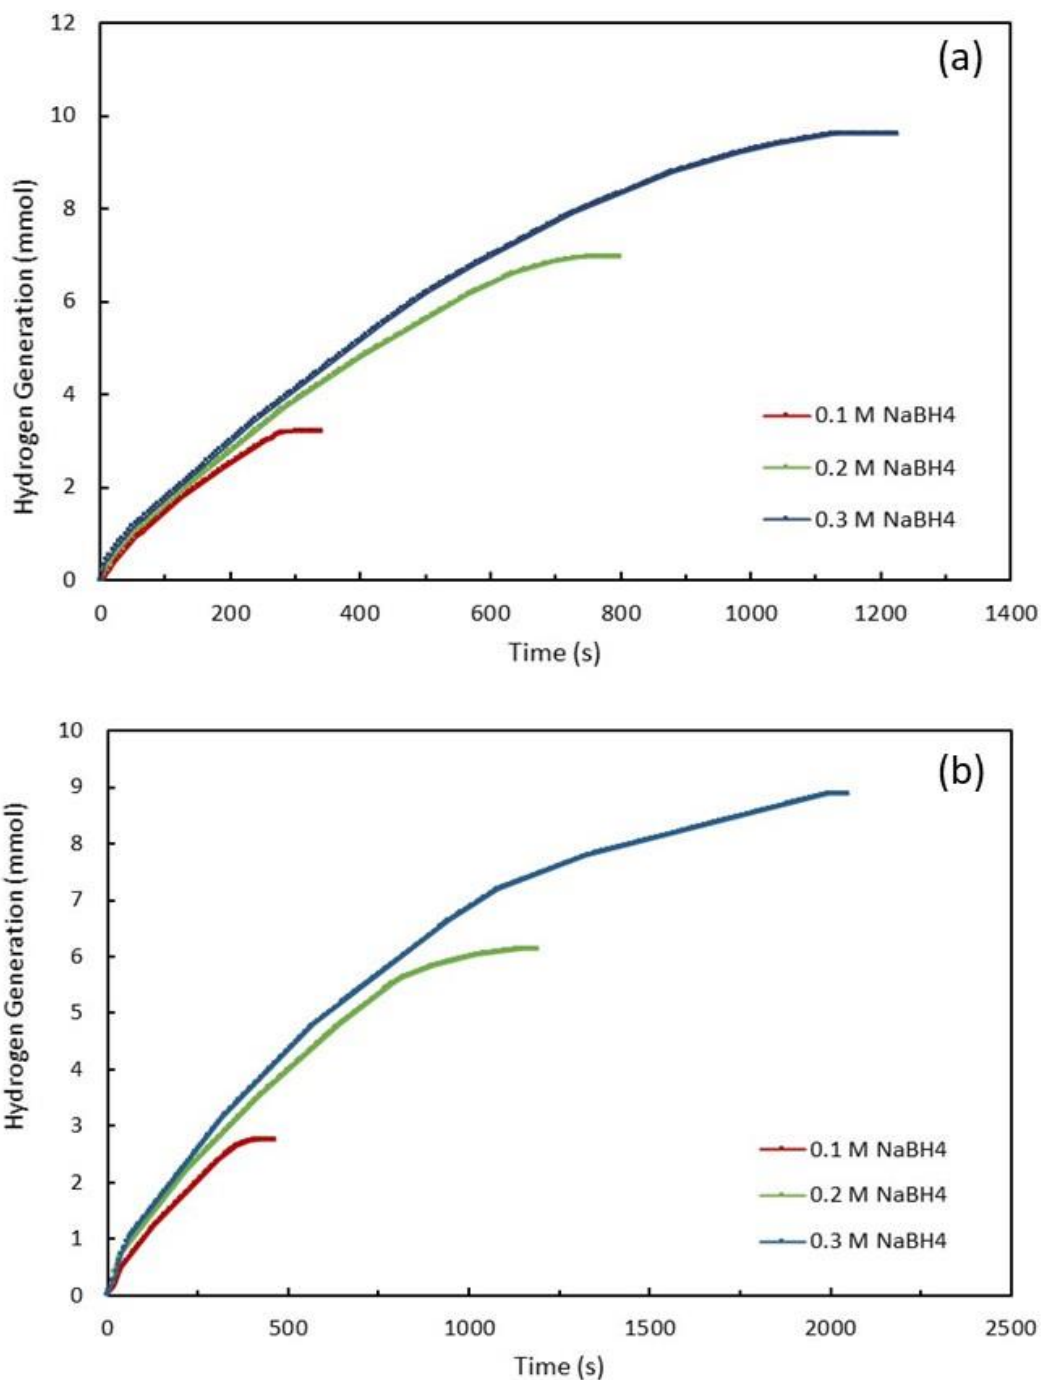 12
(a)
10
8
6
4
2
0
Hydrogen Generation (mmol)
0.1 M NaBH4
0.2 M NaBH4
0.3 M NaBH4
0 200 400 600 800 1000 1200 1400
Time (s)
10
(b)
9
8
7
6
5
4
3
2
1
0
Hydrogen Generation (mmol)
0.1 M NaBH4
0.2 M NaBH4
0.3 M NaBH4
0 500 1000 1500 2000 2500
Time (s)